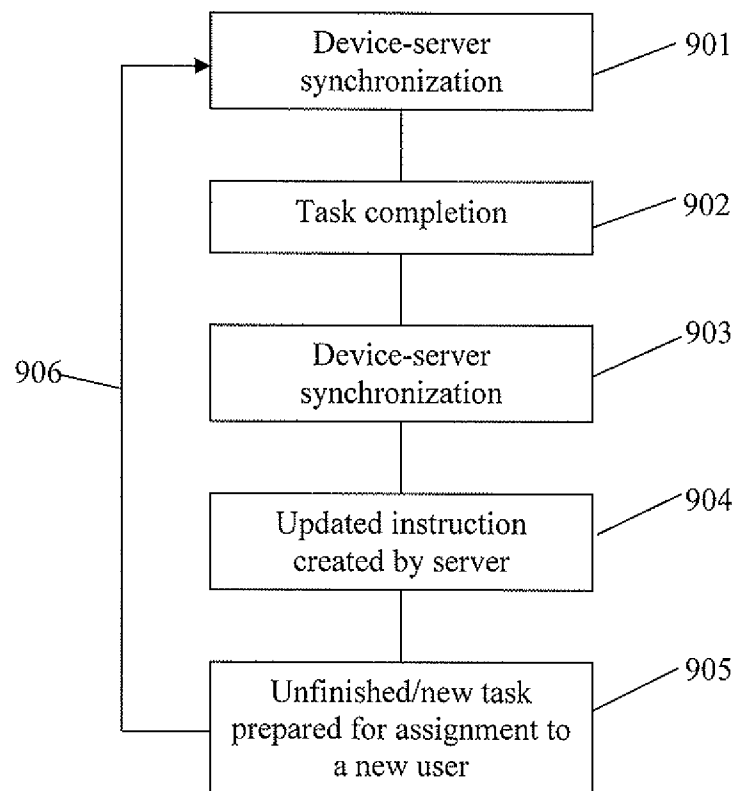 Device-server
synchronization
901
Task completion
902
Device-server
synchronization
903
906
Updated instruction
created by server
904
Unfinished/new task
prepared for assignment to
a new user
905